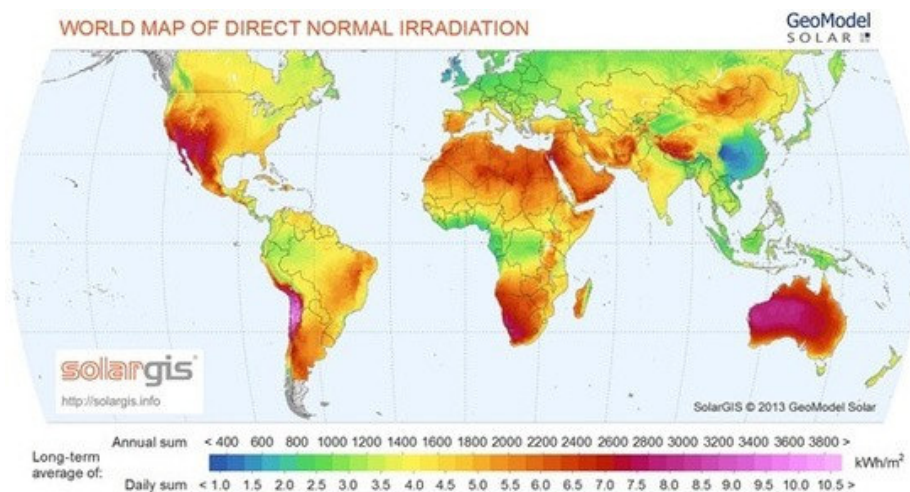 WORLD MAP OF DIRECT NORMAL IRRADIATION
GeoModel
SOLAR
solargis
http://solargis.info
SolarGIS © 2013 GeoModel Solar
Annual sum < 400 600 800 1000 1200 1400 1600 1800 2000 2200 2400 2600 2800 3000 3200 3400 3600 3800 >
Long-term
average of:
kWh/m²
Daily sum < 1.0 1.5 2.0 2.5 3.0 3.5 4.0 4.5 5.0 5.5 6.0 6.5 7.0 7.5 8.0 8.5 9.0 9.5 10.0 10.5 >